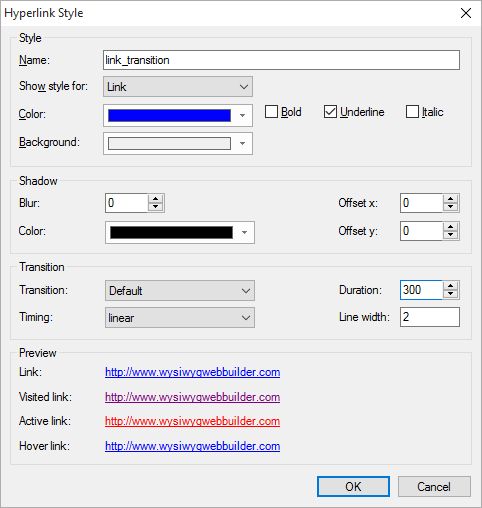 Hyperlink Style
Style
Name: link_transition
Show style for: Link
Color: Bold Underline Italic
Background:
Shadow
Blur: 0 Offset x: 0
Color: Offset y: 0
Transition
Transition: Default Duration: 300
Timing: linear Line width: 2
Preview
Link: http://www.wysiwygwebbuilder.com
Visited link: http://www.wysiwygwebbuilder.com
Active link: http://www.wysiwygwebbuilder.com
Hover link: http://www.wysiwygwebbuilder.com
OK Cancel